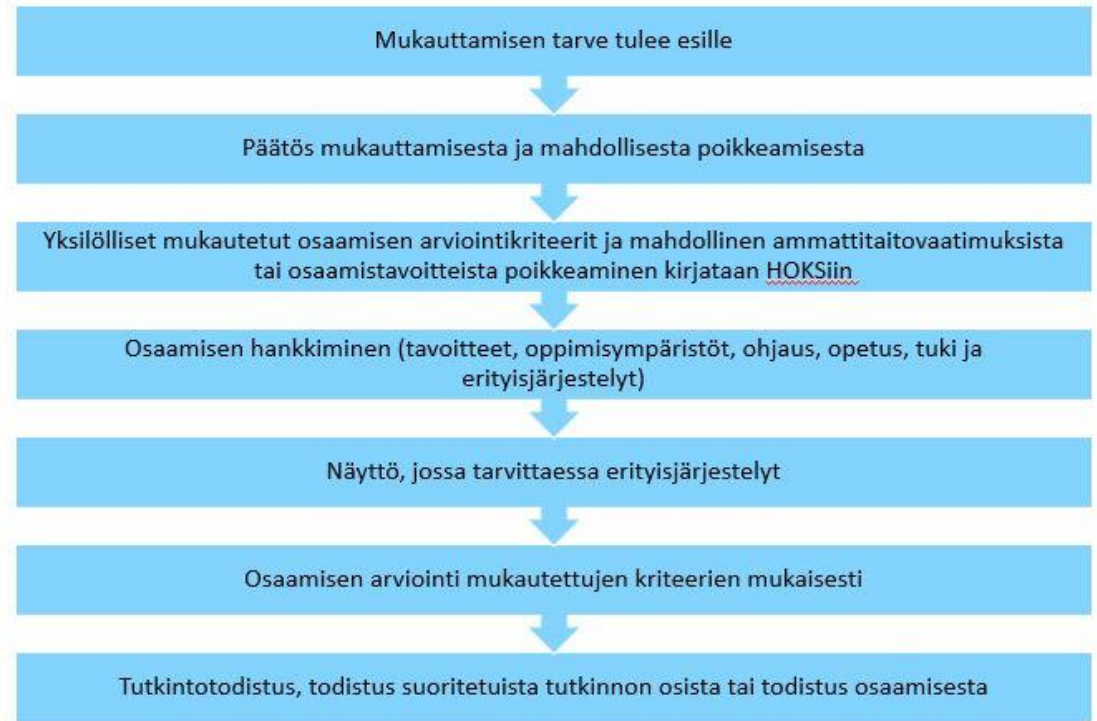 Mukauttamisen tarve tulee esille
Päätös mukauttamisesta ja mahdollisesta poikkeamisesta
Yksilölliset mukautetut osaamisen arviointikriteerit ja mahdollinen ammattitaitovaatimuksista
tai osaamistavoitteista poikkeaminen kirjataan HOKSiin
Osaamisen hankkiminen (tavoitteet, oppimisympäristöt, ohjaus, opetus, tuki ja
erityisjärjestelyt)
Näyttö, jossa tarvittaessa erityisjärjestelyt
Osaamisen arviointi mukautettujen kriteerien mukaisesti
Tutkintotodistus, todistus suoritetuista tutkinnon osista tai todistus osaamisesta